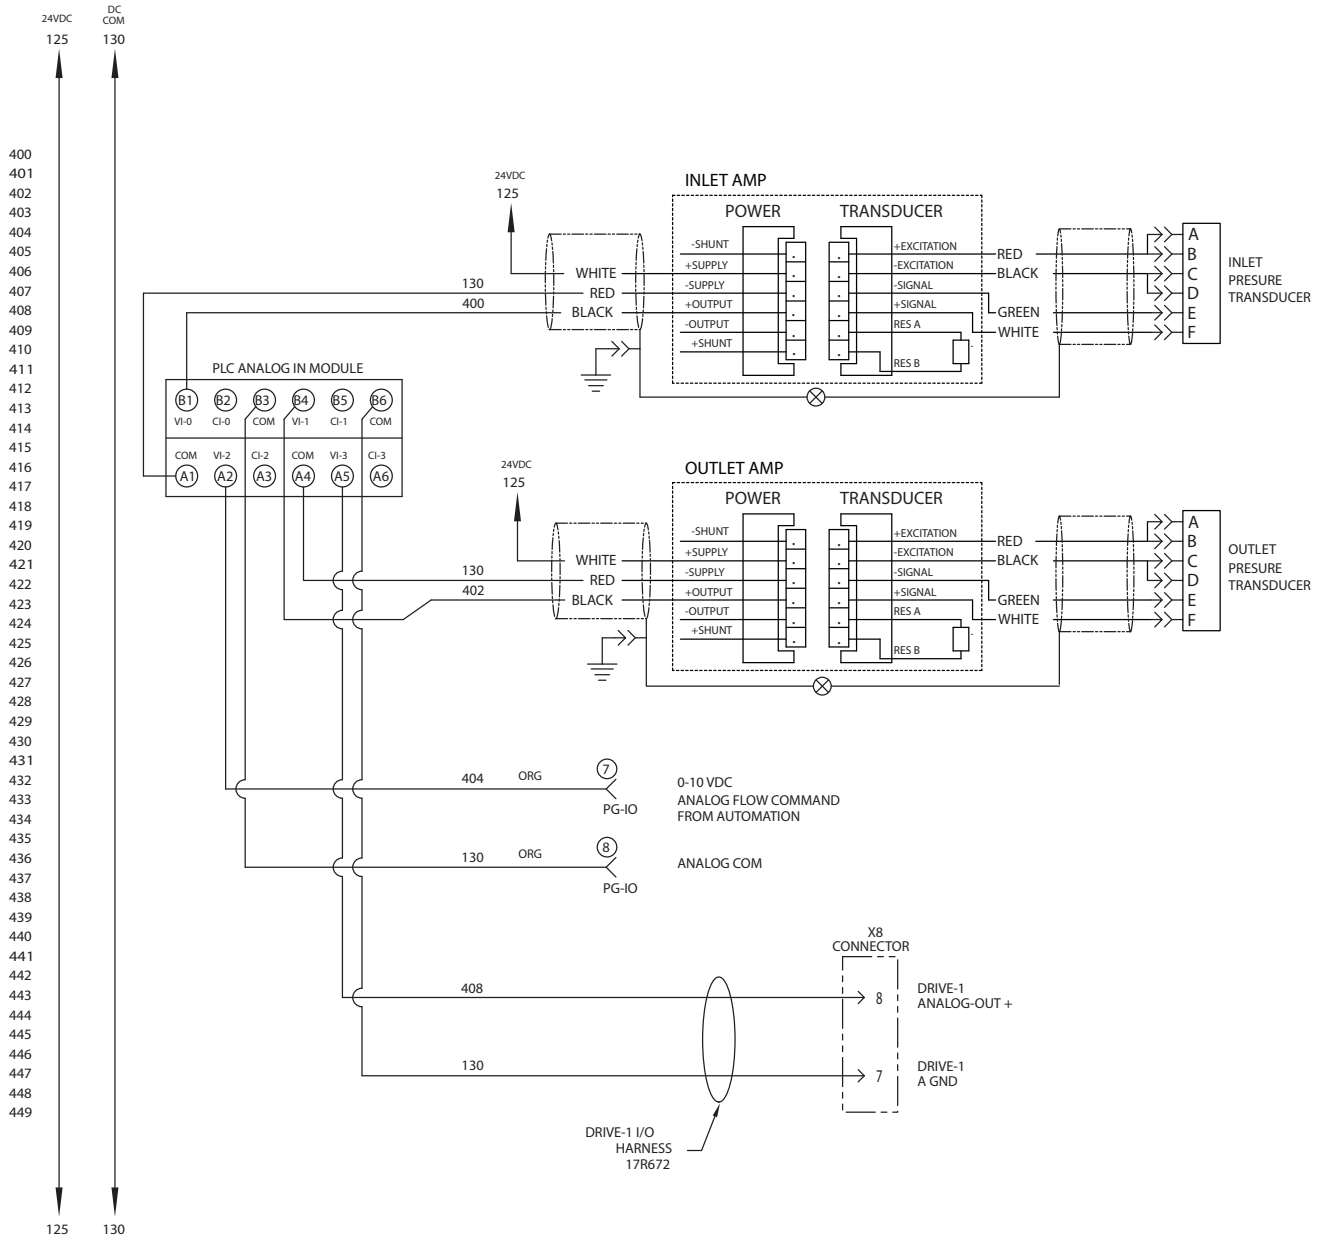 24VDC
125
DC
COM
130
400
401
402
403
404
405
406
407
408
409
410
411
412
413
414
415
416
417
418
419
420
421
422
423
424
425
426
427
428
429
430
431
432
433
434
435
436
437
438
439
440
441
442
443
444
445
446
447
448
449
125
130
24VDC
125
INLET AMP
POWER
TRANSDUCER
-SHUNT
+SUPPLY
-SUPPLY
+OUTPUT
-OUTPUT
+SHUNT
+EXCITATION
-EXCITATION
-SIGNAL
+SIGNAL
RES A
RES B
130
400
WHITE
RED
BLACK
RED
BLACK
GREEN
WHITE
A
B
C
D
E
F
INLET
PRESURE
TRANSDUCER
PLC ANALOG IN MODULE
B1 B2 B3 B4 B5 B6
VI-0 CI-0 COM VI-1 CI-1 COM
COM VI-2 CI-2 COM VI-3 CI-3
A1 A2 A3 A4 A5 A6
24VDC
125
OUTLET AMP
POWER
TRANSDUCER
-SHUNT
+SUPPLY
-SUPPLY
+OUTPUT
-OUTPUT
+SHUNT
+EXCITATION
-EXCITATION
-SIGNAL
+SIGNAL
RES A
RES B
130
402
WHITE
RED
BLACK
RED
BLACK
GREEN
WHITE
A
B
C
D
E
F
OUTLET
PRESURE
TRANSDUCER
404 ORG
7
PG-IO
0-10 VDC
ANALOG FLOW COMMAND
FROM AUTOMATION
130 ORG
8
PG-IO
ANALOG COM
X8
CONNECTOR
408
8
DRIVE-1
ANALOG-OUT +
130
7
DRIVE-1
A GND
DRIVE-1 I/O
HARNESS
17R672